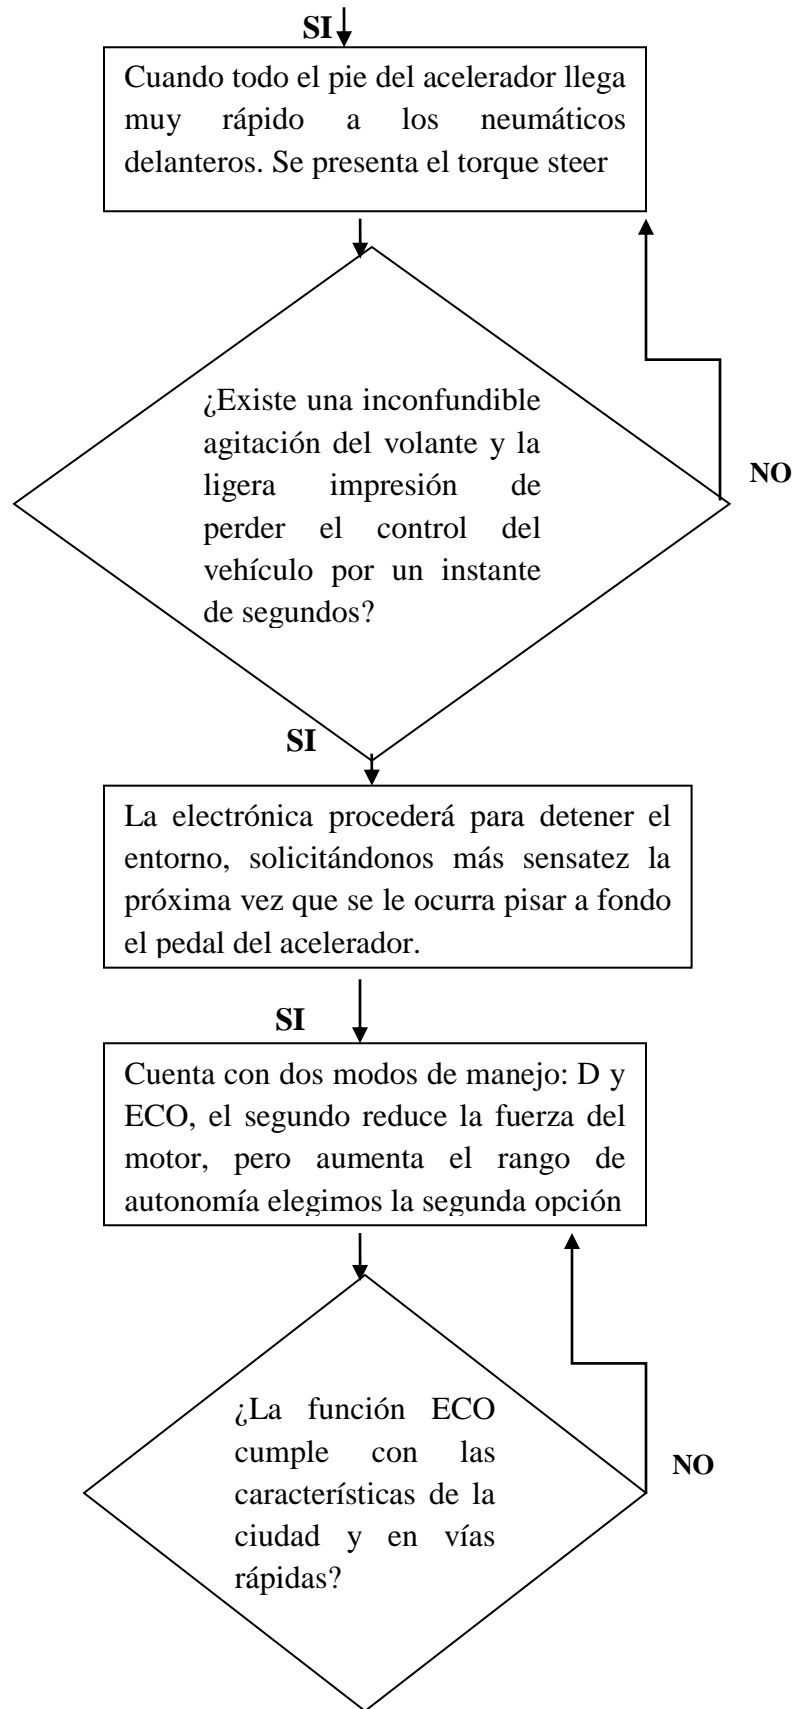 SI
Cuando todo el pie del acelerador llega
muy rápido a los neumáticos
delanteros. Se presenta el torque steer
¿Existe una inconfundible
agitación del volante y la
ligera impresión de
perder el control del
vehículo por un instante
de segundos?
NO
SI
La electrónica procederá para detener el
entorno, solicitándonos más sensatez la
próxima vez que se le ocurra pisar a fondo
el pedal del acelerador.
SI
Cuenta con dos modos de manejo: D y
ECO, el segundo reduce la fuerza del
motor, pero aumenta el rango de
autonomía elegimos la segunda opción
¿La función ECO
cumple con las
características de la
ciudad y en vías
rápidas?
NO